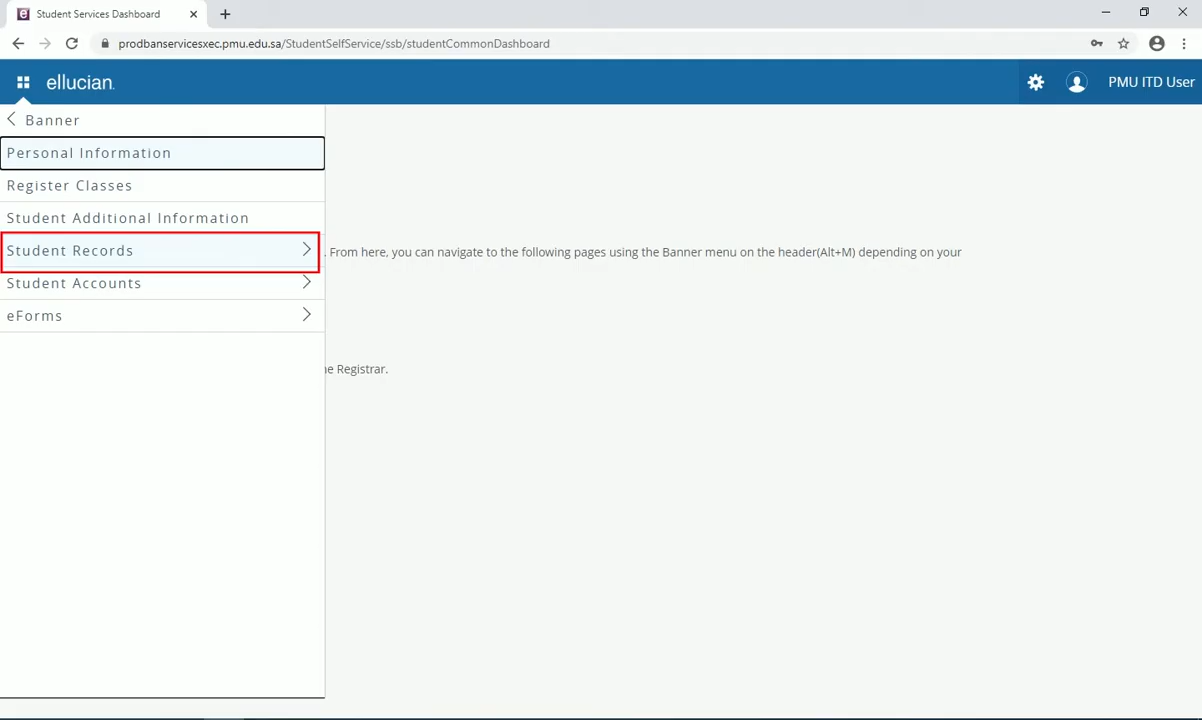 Student Services Dashboard
prodbanservicesxec.pmu.edu.sa/StudentSelfService/ssb/studentCommonDashboard
ellucian.
PMU ITD User
Banner
Personal Information
Register Classes
Student Additional Information
Student Records
. From here, you can navigate to the following pages using the Banner menu on the header(Alt+M) depending on your
Student Accounts
eForms
Registrar.